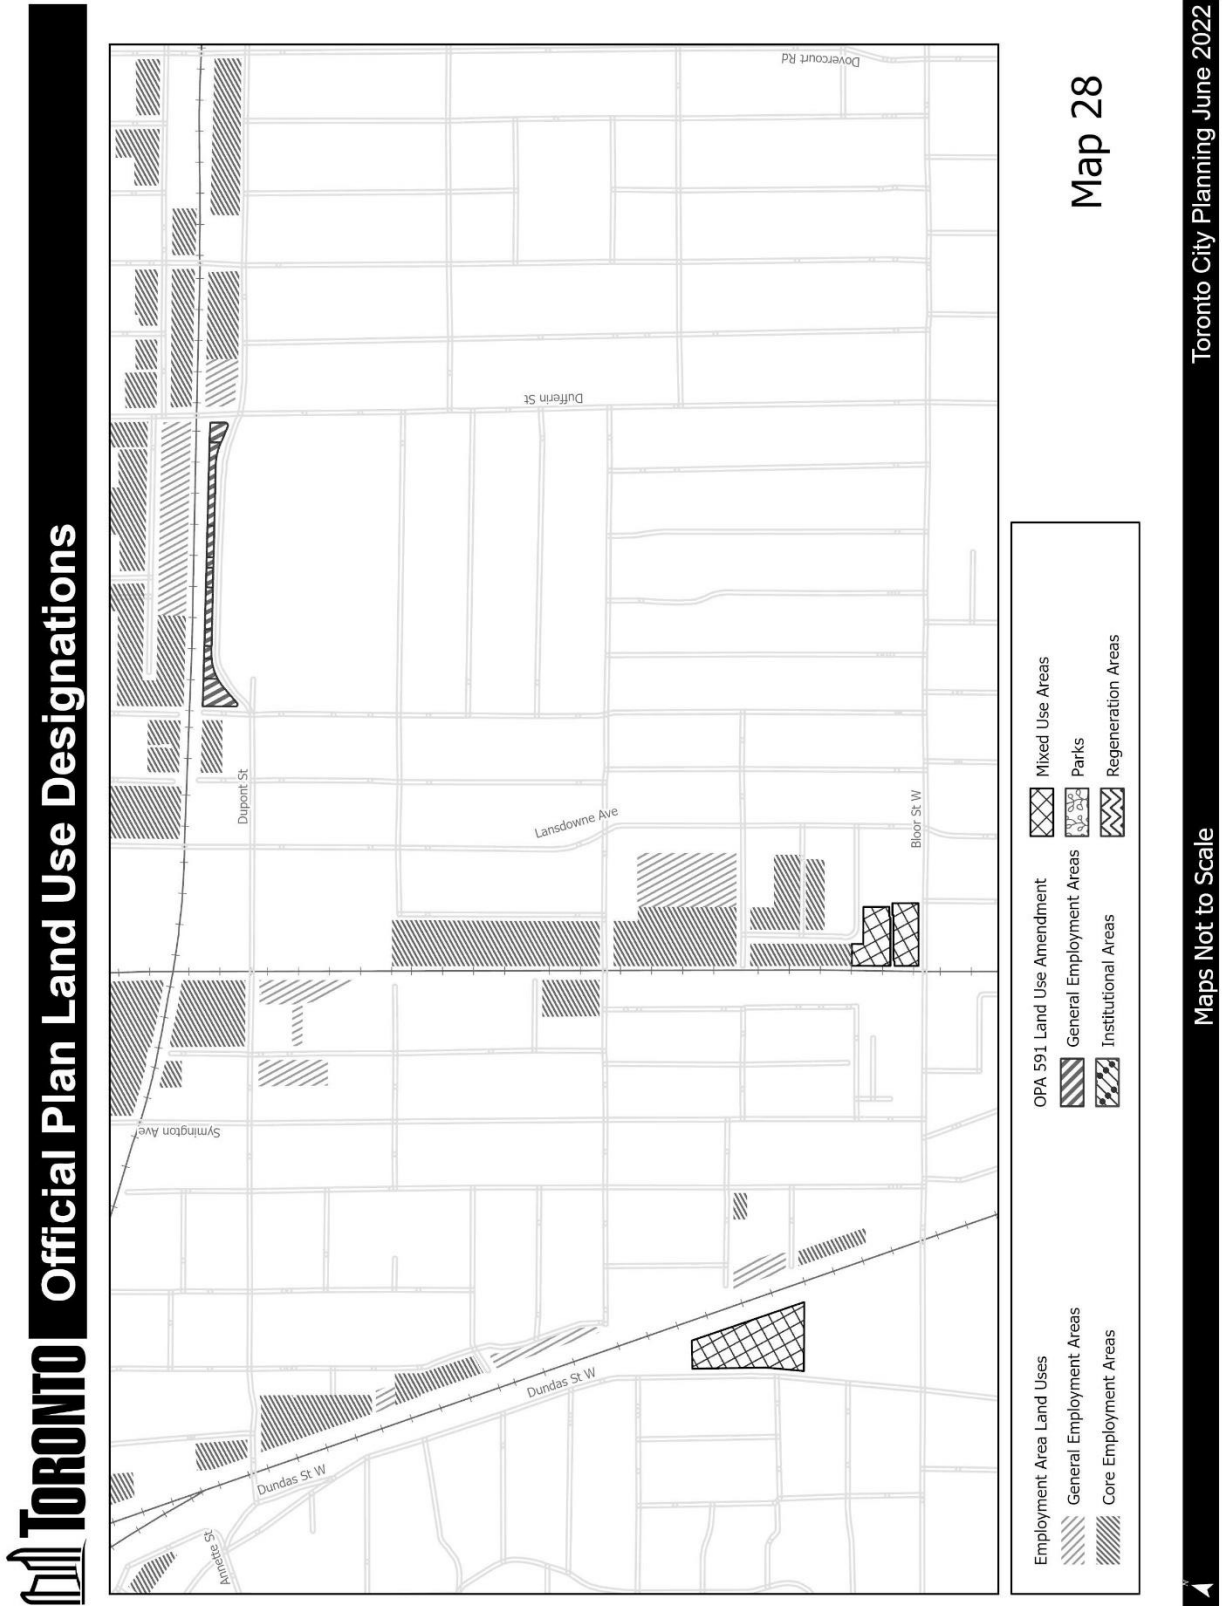 TORONTO
Official Plan Land Use Designations
Dovercourt Rd
Dufferin St
Dupont St
Lansdowne Ave
Bloor St W
Symington Ave
Dundas St W
Dundas St W
Annette St
Map 28
Employment Area Land Uses
General Employment Areas
Core Employment Areas
OPA 591 Land Use Amendment
General Employment Areas
Institutional Areas
Mixed Use Areas
Parks
Regeneration Areas
N
Maps Not to Scale
Toronto City Planning June 2022